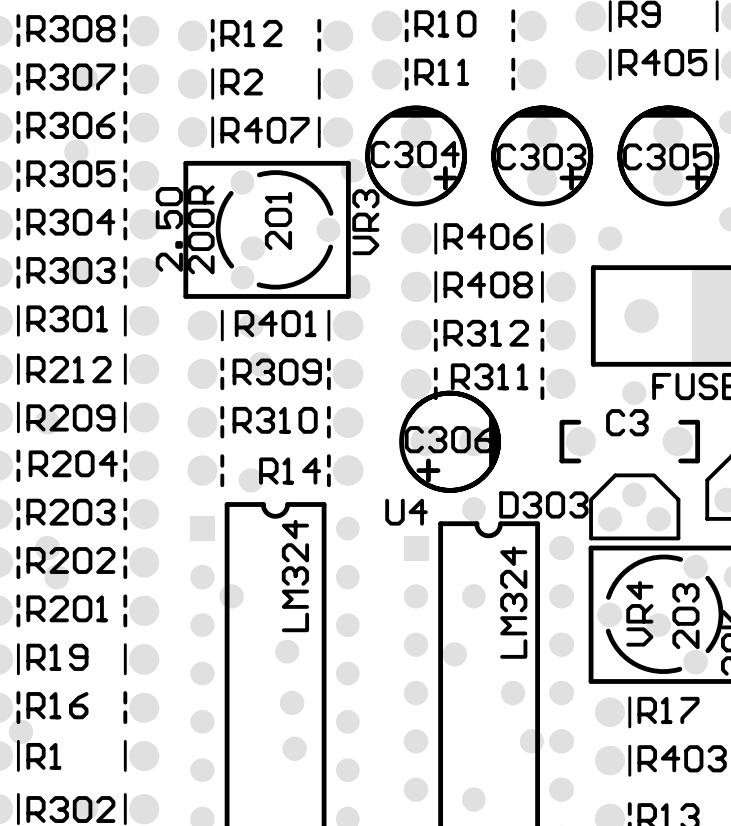 R308
R307
R306
R305
R304
R303
R301
R212
R209
R204
R203
R202
R201
R19
R16
R1
R302
R12
R2
R407
2.50
200R
201
VR3
R401
R309
R310
R14
LM324
R10
R11
C304
C303
C305
R406
R408
R312
R311
C306
U4
D303
LM324
R9
R405
FUSE
C3
VR4
203
R17
R403
R13